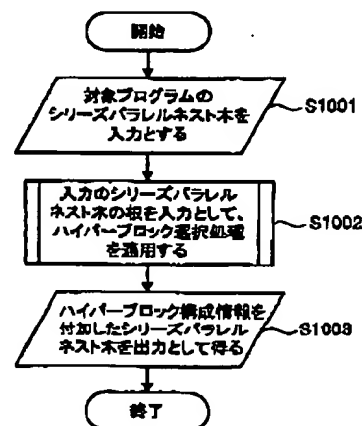 開始
対象プログラムの
シリーズパラレルネスト木を
入力とする
S1001
入力のシリーズパラレル
ネスト木の根を入力として、
ハイパーブロック選択処理
を適用する
S1002
ハイパーブロック構成情報を
付加したシリーズパラレル
ネスト木を出力として得る
S1003
終了